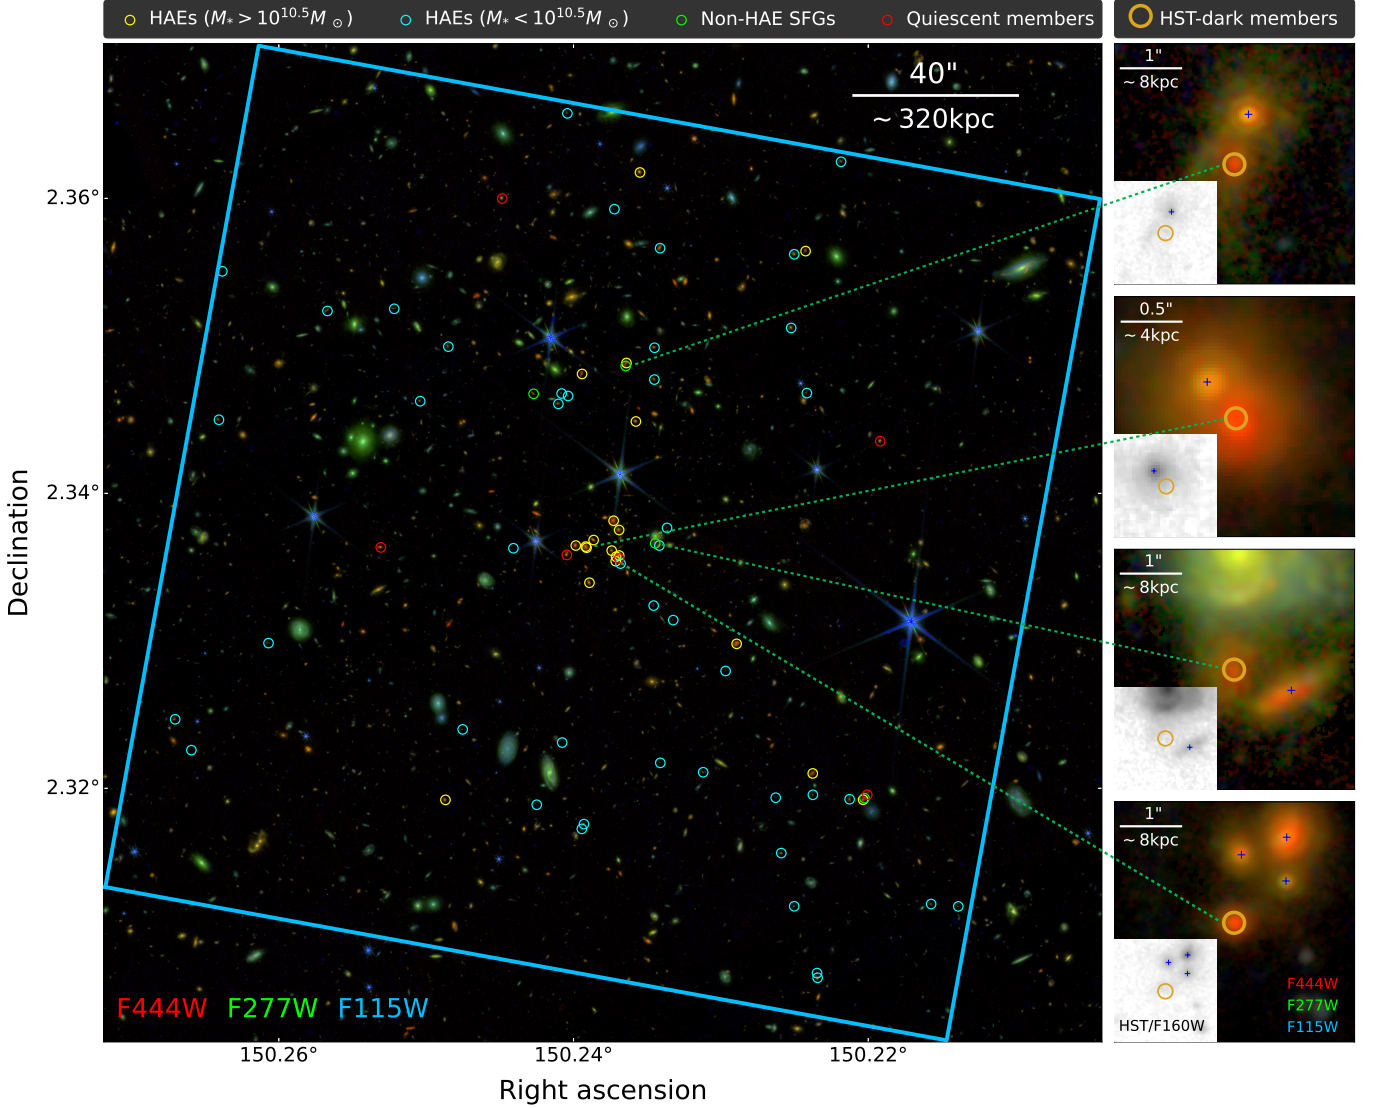 HAEs (M* > 10^10.5 M⊙)
HAEs (M* < 10^10.5 M⊙)
Non-HAE SFGs
Quiescent members
HST-dark members
40"
~ 320kpc
2.36°
2.34°
2.32°
Declination
F444W F277W F115W
150.26°
150.24°
150.22°
Right ascension
1"
~ 8kpc
0.5"
~ 4kpc
1"
~ 8kpc
1"
~ 8kpc
HST/F160W
F444W
F277W
F115W